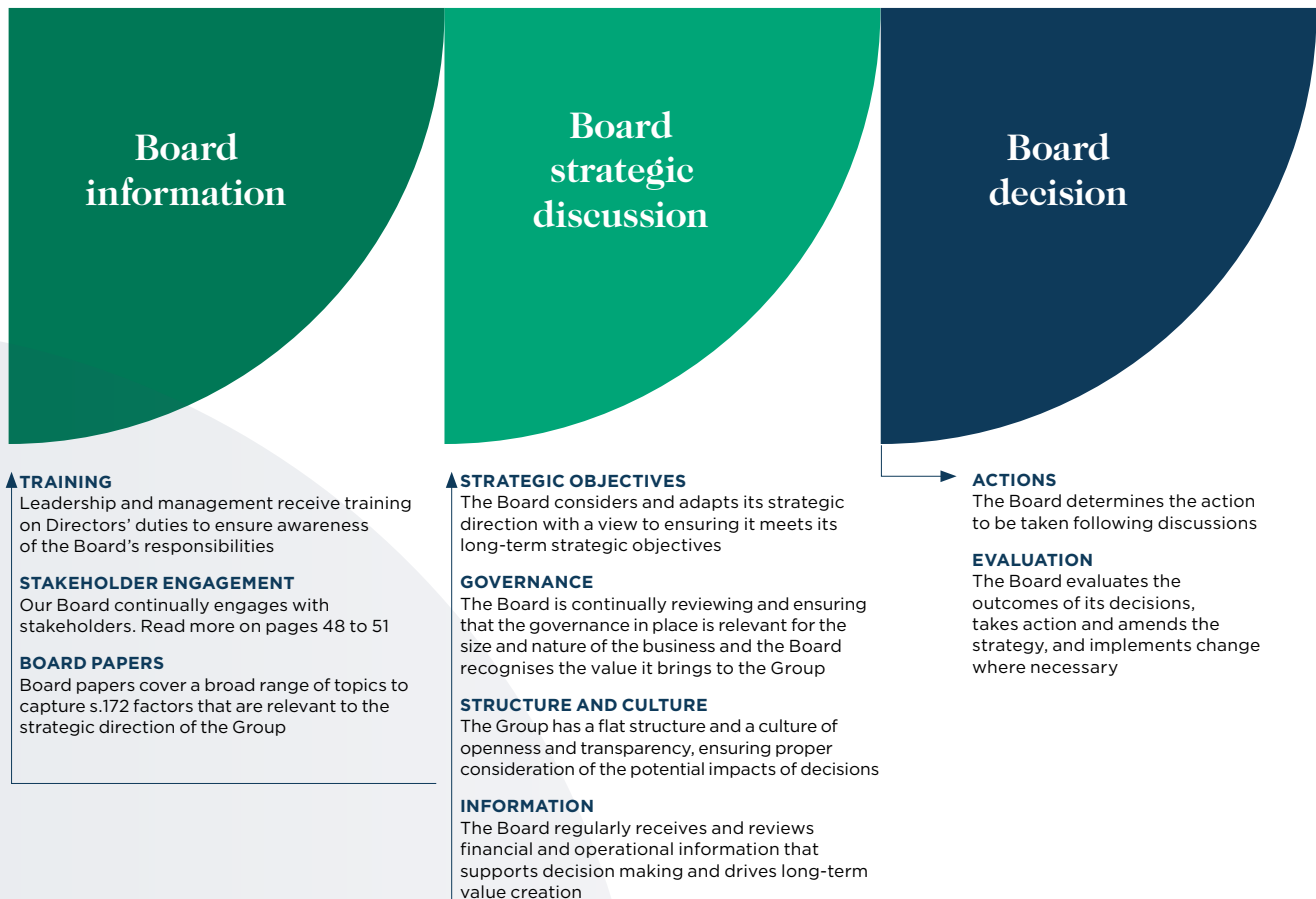 Board
information
TRAINING
Leadership and management receive training
on Directors’ duties to ensure awareness
of the Board’s responsibilities
STAKEHOLDER ENGAGEMENT
Our Board continually engages with
stakeholders. Read more on pages 48 to 51
BOARD PAPERS
Board papers cover a broad range of topics to
capture s.172 factors that are relevant to the
strategic direction of the Group
Board
strategic
discussion
STRATEGIC OBJECTIVES
The Board considers and adapts its strategic
direction with a view to ensuring it meets its
long-term strategic objectives
GOVERNANCE
The Board is continually reviewing and ensuring
that the governance in place is relevant for the
size and nature of the business and the Board
recognises the value it brings to the Group
STRUCTURE AND CULTURE
The Group has a flat structure and a culture of
openness and transparency, ensuring proper
consideration of the potential impacts of decisions
INFORMATION
The Board regularly receives and reviews
financial and operational information that
supports decision making and drives long-term
value creation
Board
decision
ACTIONS
The Board determines the action
to be taken following discussions
EVALUATION
The Board evaluates the
outcomes of its decisions,
takes action and amends the
strategy, and implements change
where necessary